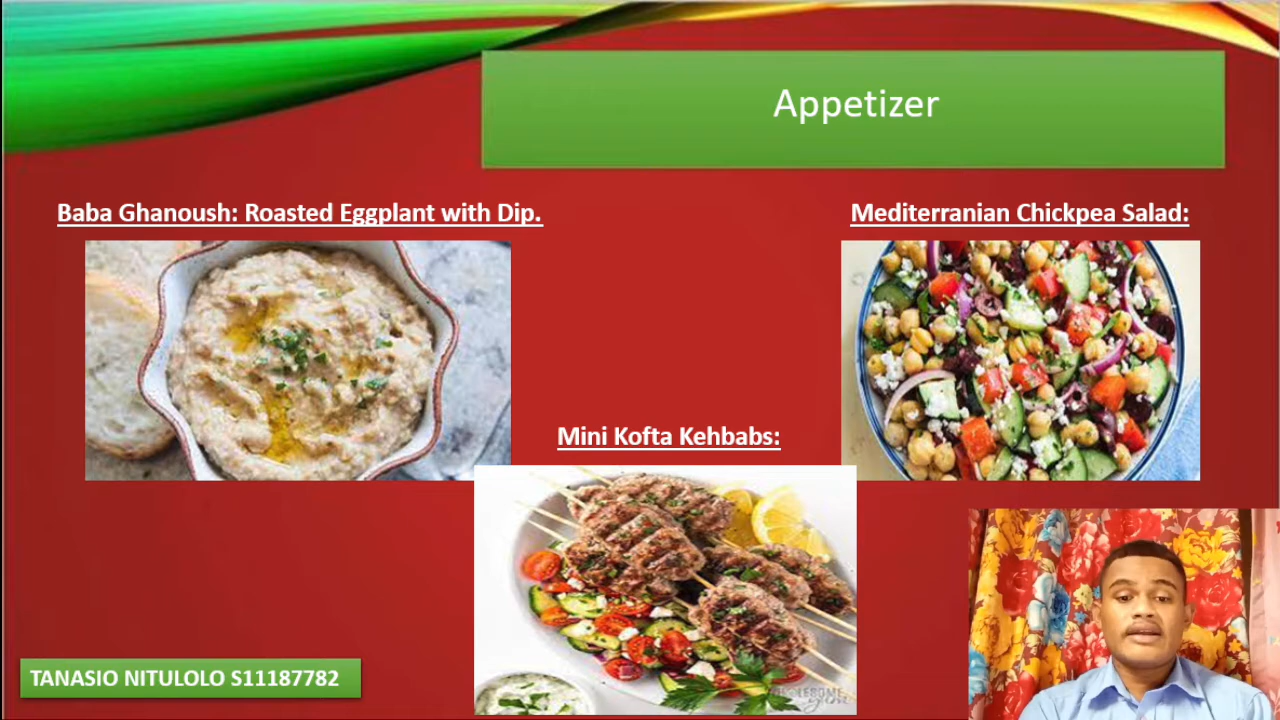 Appetizer
Baba Ghanoush: Roasted Eggplant with Dip.
Mediterranian Chickpea Salad:
Mini Kofta Kehbabs:
TANASIO NITULOLO S11187782